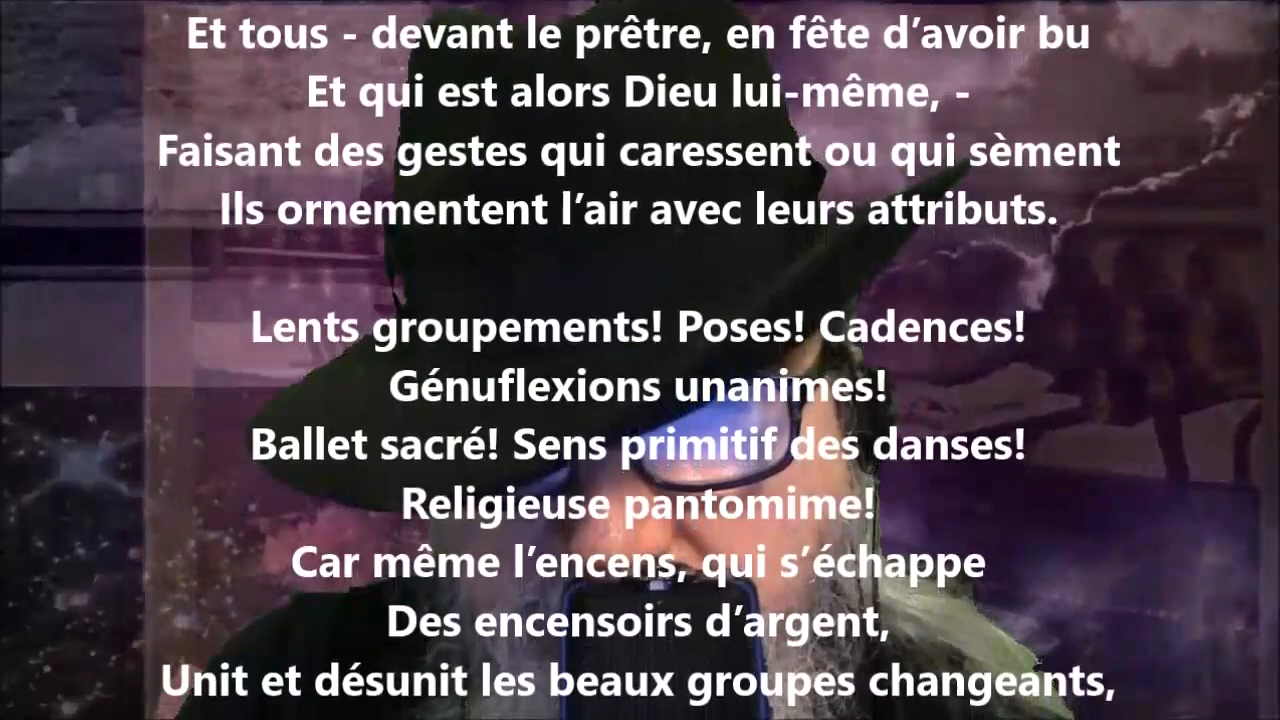 Et tous - devant le prêtre, en fête d’avoir bu
Et qui est alors Dieu lui-même, -
Faisant des gestes qui caressent ou qui sèment
Ils ornementent l’air avec leurs attributs.
Lents groupements! Poses! Cadences!
Génuflexions unanimes!
Ballet sacré! Sens primitif des danses!
Religieuse pantomime!
Car même l’encens, qui s’échappe
Des encensoirs d’argent,
Unit et désunit les beaux groupes changeants,